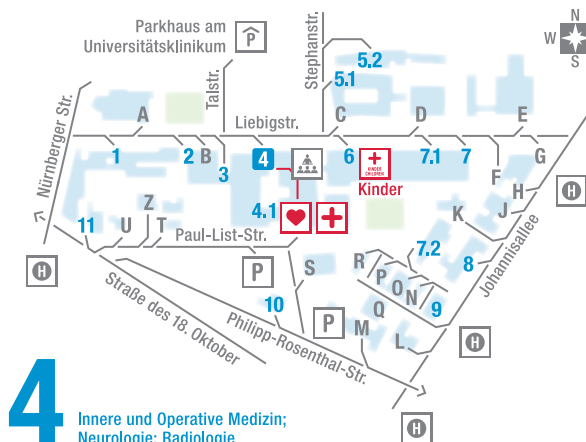 Parkhaus am
Universitätsklinikum
P
N
W
S
Stephanstr.
5.2
5.1
Talstr.
Nürnberger Str.
A
Liebigstr.
C
D
E
1
2
B
3
4
6
KINDER
CHILDREN
Kinder
7.1
7
F
G
H
H
J
K
4.1
Z
11
U
T
Paul-List-Str.
7.2
8
Johannisallee
H
P
S
R
P
O
N
9
Straße des 18. Oktober
10
P
Q
M
L
H
Philipp-Rosenthal-Str.
H
4
Innere und Operative Medizin;
Neurologie; Radiologie